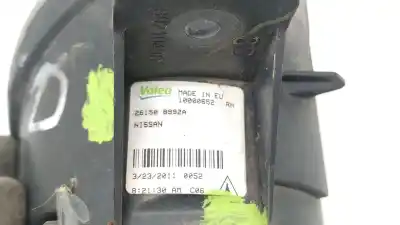 Valeo
MADE IN EU
10000652 RH
26150 8992A
NISSAN
3/23/2011 0052
8:21:30 AM C06